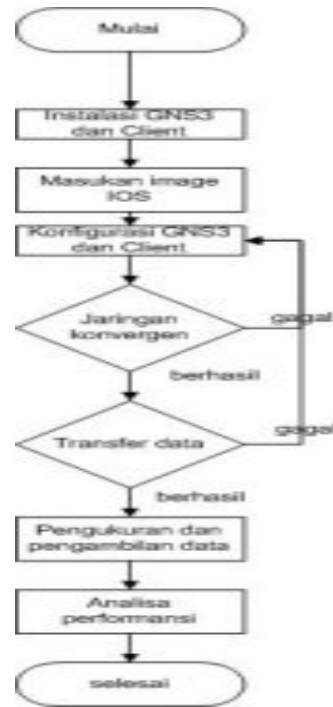 Mulai
Instalasi GNS3
dan Client
Masukan image
IOS
Konfigurasi GNS3
dan Client
Jaringan
konvergen
gagal
berhasil
Transfer data
gagal
berhasil
Pengukuran dan
pengambilan data
Analisa
performansi
selesai